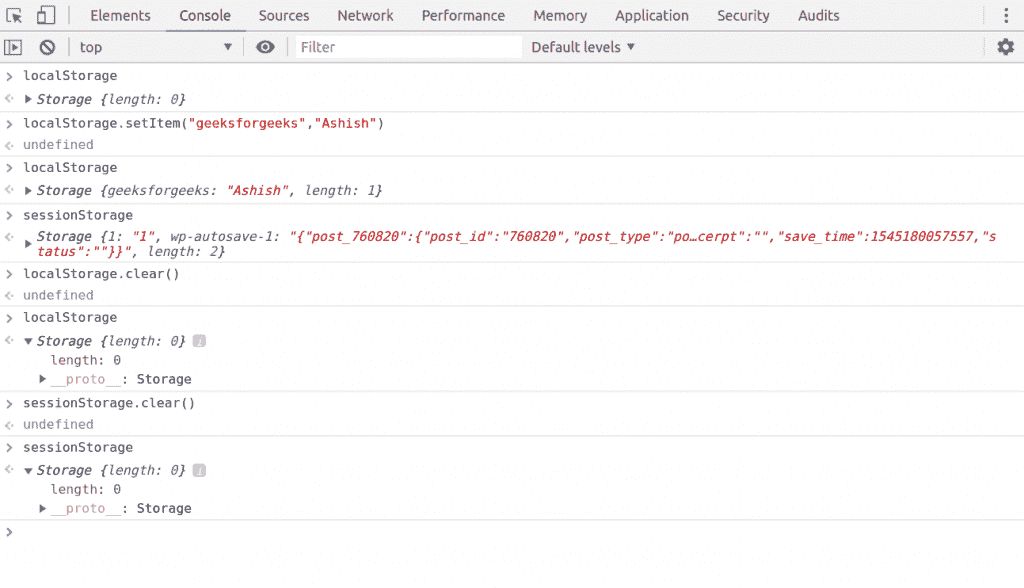 Elements Console Sources Network Performance Memory Application Security Audits
top Filter Default levels
localStorage
Storage {length: 0}
localStorage.setItem("geeksforgeeks","Ashish")
undefined
localStorage
Storage {geeksforgeeks: "Ashish", length: 1}
sessionStorage
Storage {1: "1", wp-autosave-1: "{"post_760820":{"post_id":"760820","post_type":"po…cerpt":"","save_time":1545180057557,"s
tatus":""}}", length: 2}
localStorage.clear()
undefined
localStorage
Storage {length: 0} i
length: 0
__proto__: Storage
sessionStorage.clear()
undefined
sessionStorage
Storage {length: 0} i
length: 0
__proto__: Storage